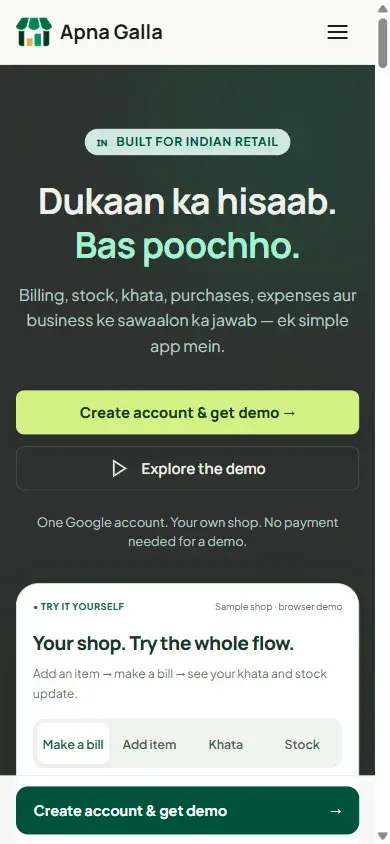 Apna Galla
IN BUILT FOR INDIAN RETAIL
Dukaan ka hisaab.
Bas poochho.
Billing, stock, khata, purchases, expenses aur
business ke sawaalon ka jawab — ek simple
app mein.
Create account & get demo →
Explore the demo
One Google account. Your own shop. No payment
needed for a demo.
• TRY IT YOURSELF
Sample shop · browser demo
Your shop. Try the whole flow.
Add an item → make a bill → see your khata and stock
update.
Make a bill Add item Khata Stock
Create account & get demo →